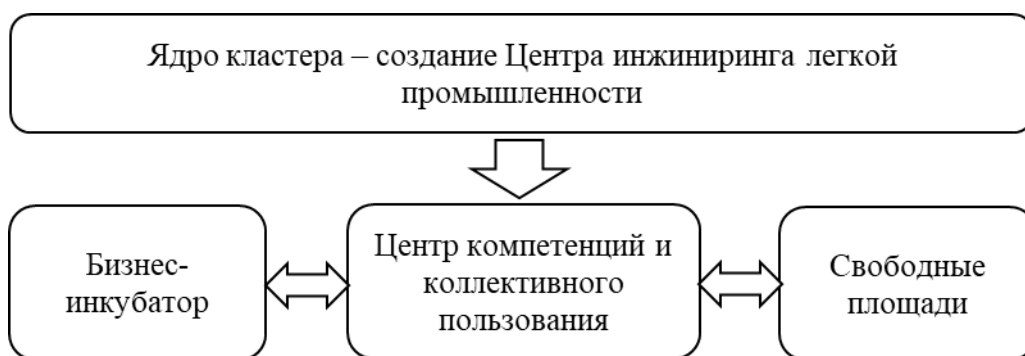 Ядро кластера – создание Центра инжиниринга легкой
промышленности
Бизнес-
инкубатор
Центр компетенций и
коллективного
пользования
Свободные
площади